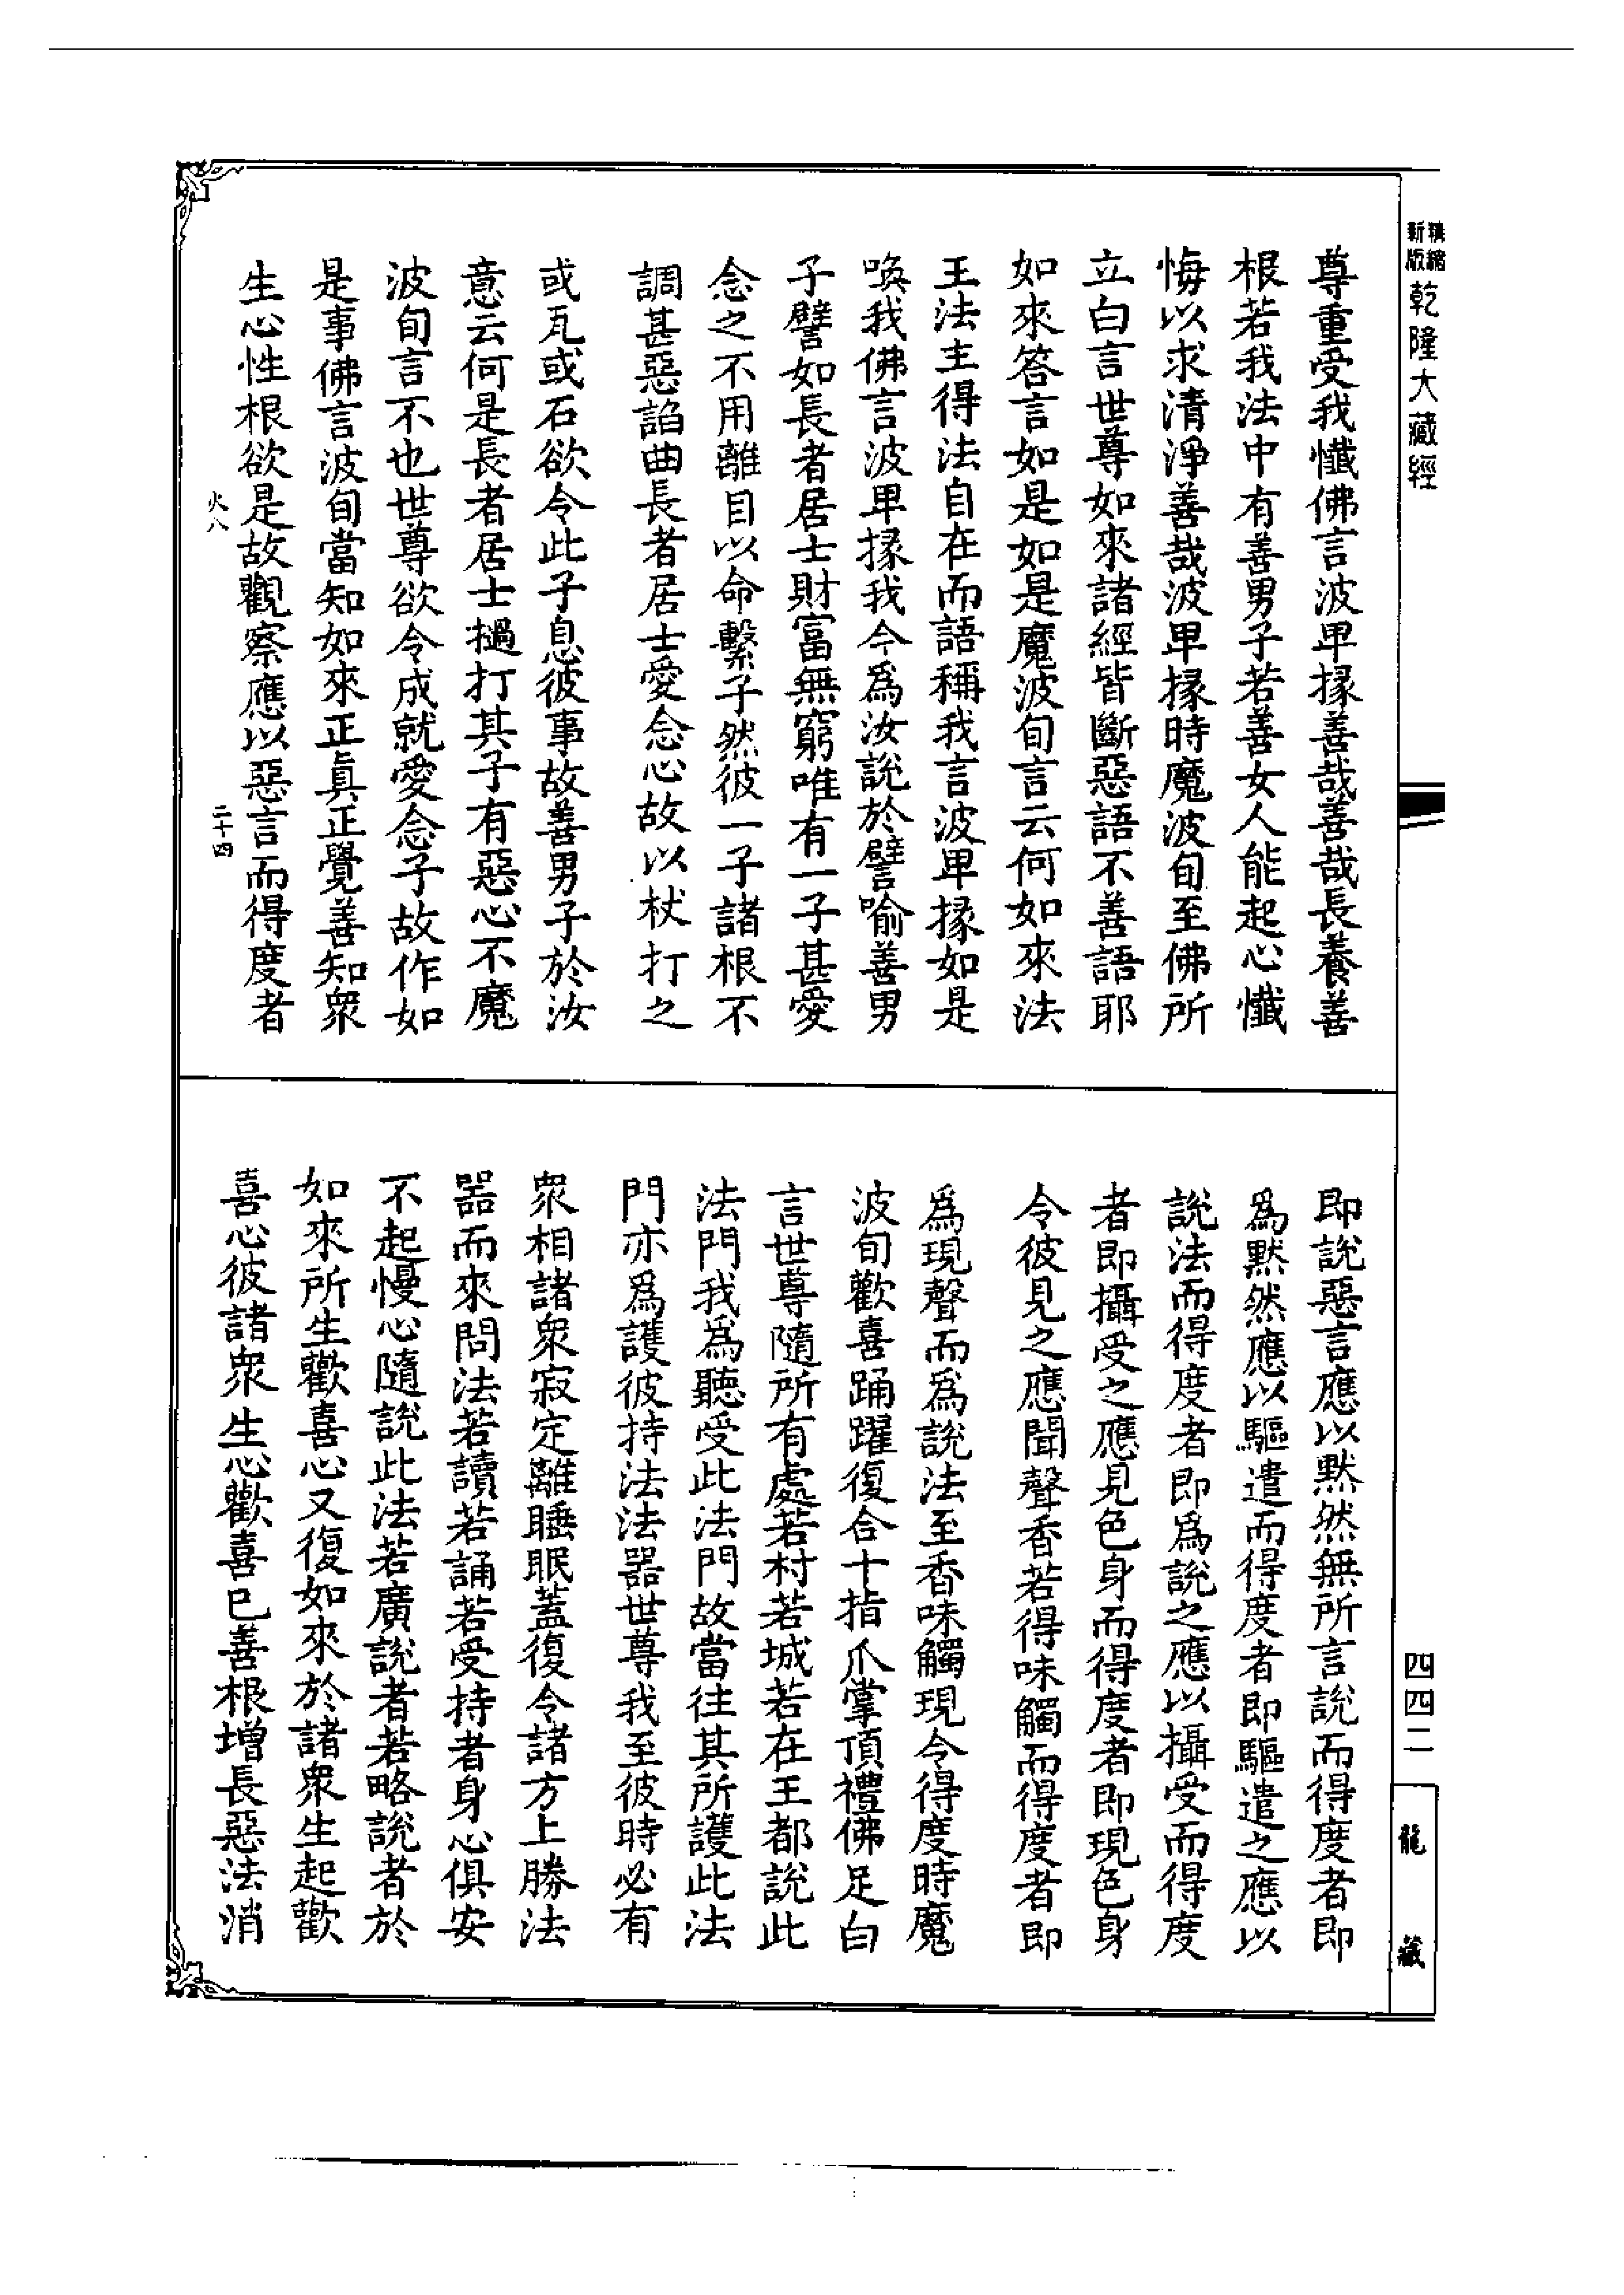 精縮新版乾隆大藏經
尊重受我懺佛言波卑掾善哉善哉長養善
根若我法中有善男子若善女人能起心懺
悔以求清淨善哉波卑掾時魔波旬至佛所
立白言世尊如來諸經皆斷惡語不善語耶
如來答言如是如是魔波旬言云何如來法
王法主得法自在而語稱我言波卑掾如是
喚我佛言波卑掾我今爲汝說於譬喻善男
子譬如長者居士財富無窮唯有一子甚愛
念之不用離目以命繫子然彼一子諸根不
調甚惡諂曲長者居士愛念心故以杖打之
或瓦或石欲令此子息彼事故善男子於汝
意云何是長者居士撾打其子有惡心不魔
波旬言不也世尊欲令成就愛念子故作如
是事佛言波旬當知如來正眞正覺善知衆
生心性根欲是故觀察應以惡言而得度者
火八
二十四
即說惡言應以默然無所言說而得度者即
爲默然應以驅遣而得度者即驅遣之應以
說法而得度者即爲說之應以攝受而得度
者即攝受之應見色身而得度者即現色身
令彼見之應聞聲香若得味觸而得度者即
爲現聲而爲說法至香味觸現令得度時魔
波旬歡喜踊躍復合十指爪掌頂禮佛足白
言世尊隨所有處若村若城若在王都說此
法門我爲聽受此法門故當往其所護此法
門亦爲護彼持法法器世尊我至彼時必有
衆相諸衆寂定離睡眠蓋復令諸方上勝法
器而來問法若讀若誦若受持者身心俱安
不起慢心隨說此法若廣說者若略說者於
如來所生歡喜心又復如來於諸衆生起歡
喜心彼諸衆生心歡喜已善根增長惡法消
四四二
龍藏